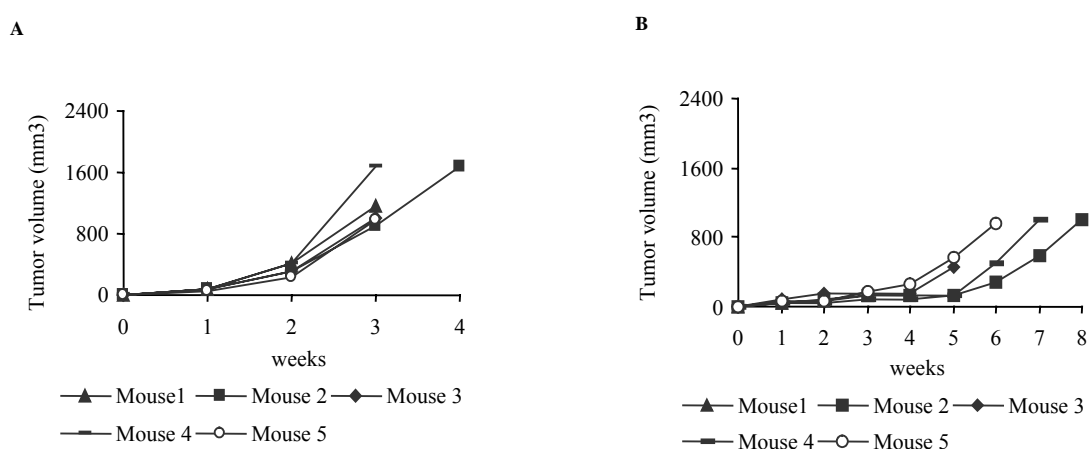 A
Tumor volume (mm3)
2400
1600
800
0
0 1 2 3 4
weeks
Mouse1 Mouse 2 Mouse 3
Mouse 4 Mouse 5
B
Tumor volume (mm3)
2400
1600
800
0
0 1 2 3 4 5 6 7 8
weeks
Mouse1 Mouse 2 Mouse 3
Mouse 4 Mouse 5